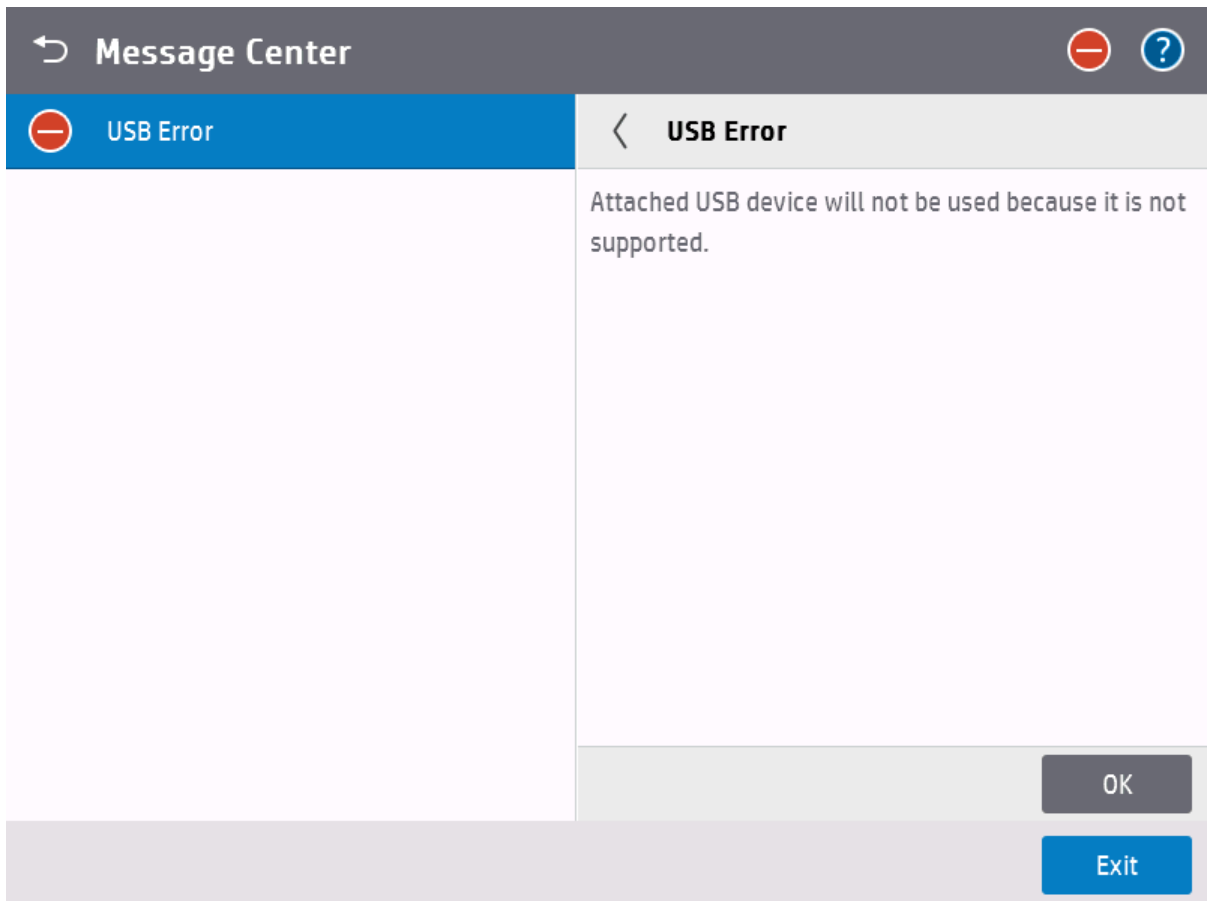 Message Center
USB Error
USB Error
Attached USB device will not be used because it is not
supported.
OK
Exit